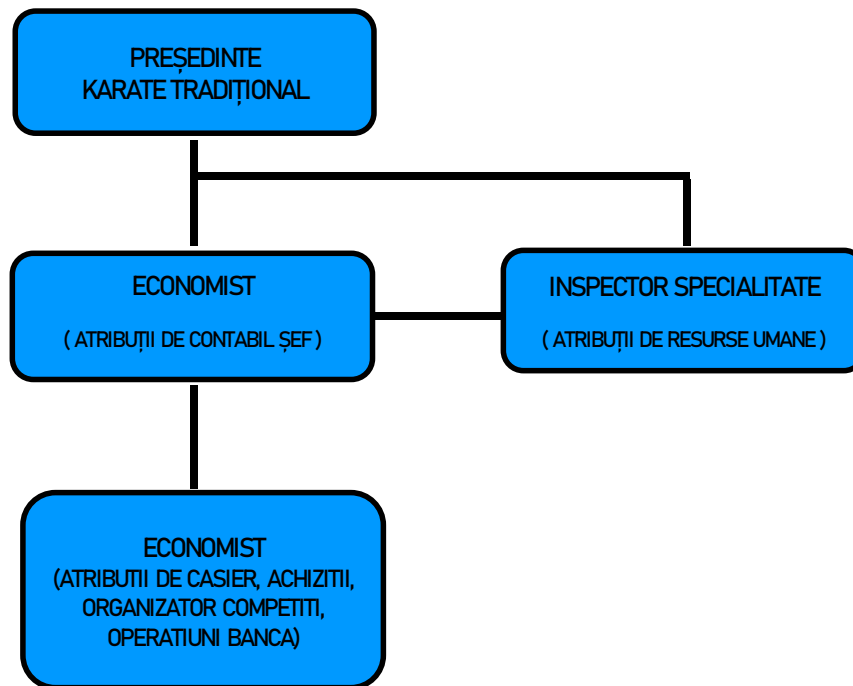 PREȘEDINTE
KARATE TRADIȚIONAL
ECONOMIST
( ATRIBUȚII DE CONTABIL ȘEF )
INSPECTOR SPECIALITATE
( ATRIBUȚII DE RESURSE UMANE )
ECONOMIST
(ATRIBUTII DE CASIER, ACHIZITII,
ORGANIZATOR COMPETITI,
OPERATIUNI BANCA)